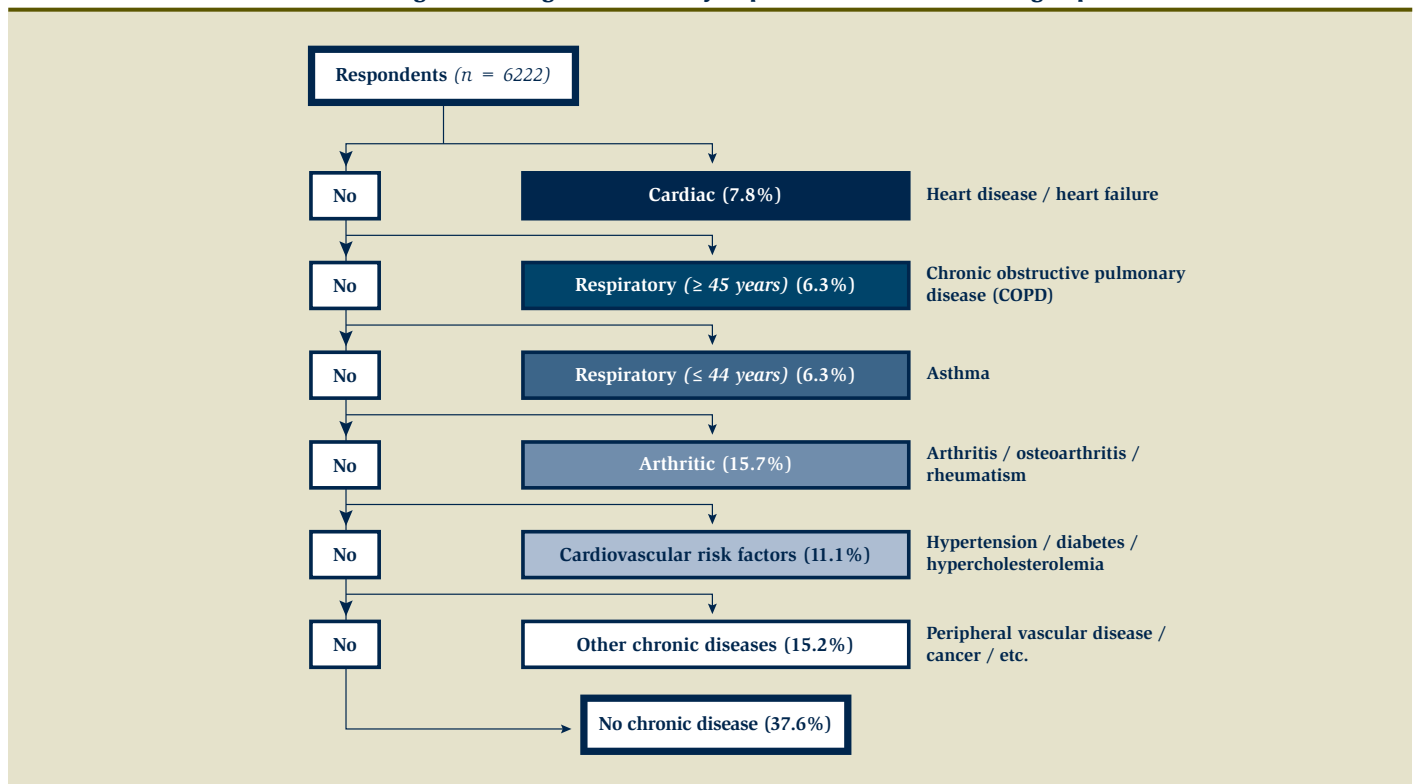 Respondents (n = 6222)
No
Cardiac (7.8%)
Heart disease / heart failure
No
Respiratory (≥ 45 years) (6.3%)
Chronic obstructive pulmonary
disease (COPD)
No
Respiratory (≤ 44 years) (6.3%)
Asthma
No
Arthritic (15.7%)
Arthritis / osteoarthritis /
rheumatism
No
Cardiovascular risk factors (11.1%)
Hypertension / diabetes /
hypercholesterolemia
No
Other chronic diseases (15.2%)
Peripheral vascular disease /
cancer / etc.
No chronic disease (37.6%)